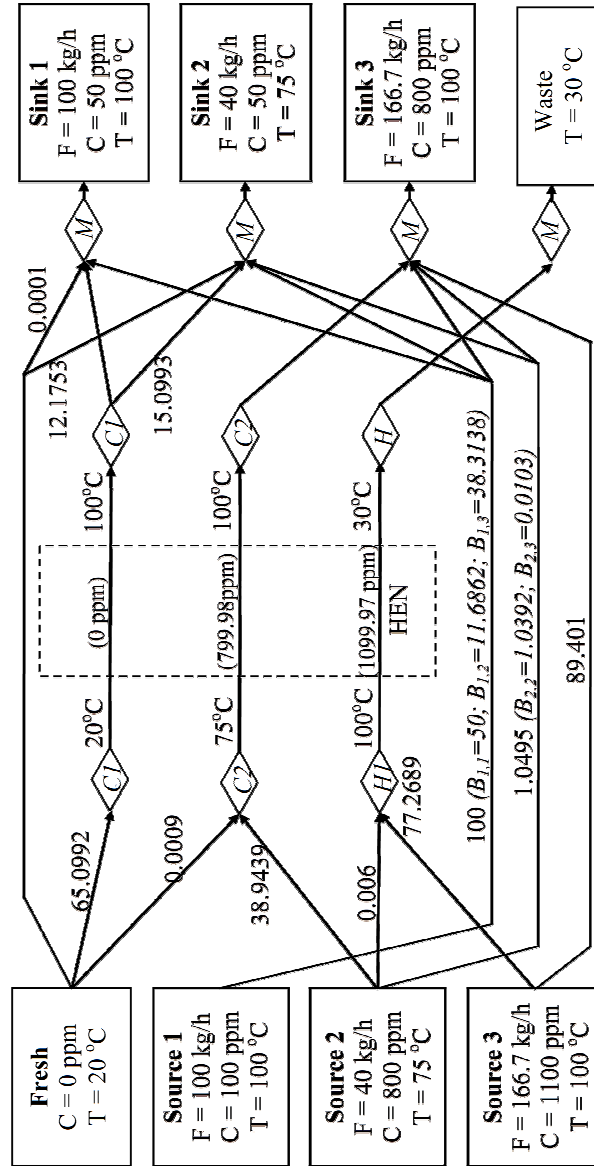 Fresh
C = 0 ppm
T = 20 °C
Source 1
F = 100 kg/h
C = 100 ppm
T = 100 °C
Source 2
F = 40 kg/h
C = 800 ppm
T = 75 °C
Source 3
F = 166.7 kg/h
C = 1100 ppm
T = 100 °C
65.0992
0.0009
38.9439
0.006
77.2689
C1
C2
H1
20°C
(0 ppm)
100°C
75°C
(799.98ppm)
100°C
100°C
(1099.97 ppm)
30°C
HEN
C1
C2
H
0.0001
12.1753
15.0993
100 (B1,1=50; B1,2=11.6862; B1,3=38.3138)
1.0495 (B2,2=1.0392; B2,3=0.0103)
89.401
M
M
M
M
Sink 1
F = 100 kg/h
C = 50 ppm
T = 100 °C
Sink 2
F = 40 kg/h
C = 50 ppm
T = 75 °C
Sink 3
F = 166.7 kg/h
C = 800 ppm
T = 100 °C
Waste
T = 30 °C